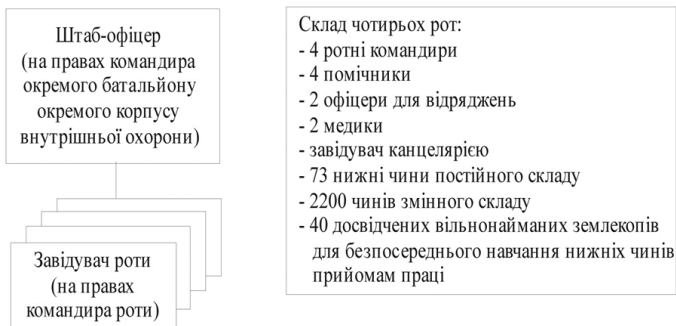 Штаб-офіцер
(на правах командира
окремого батальйону
окремого корпусу
внутрішньої охорони)
Завідувач роти
(на правах
командира роти)
Склад чотирьох рот:
- 4 ротні командири
- 4 помічники
- 2 офіцери для відряджень
- 2 медики
- завідувач канцелярією
- 73 нижні чини постійного складу
- 2200 чинів змінного складу
- 40 досвідчених вільнонайманих землекопів
для безпосереднього навчання нижніх чинів
прийомам праці